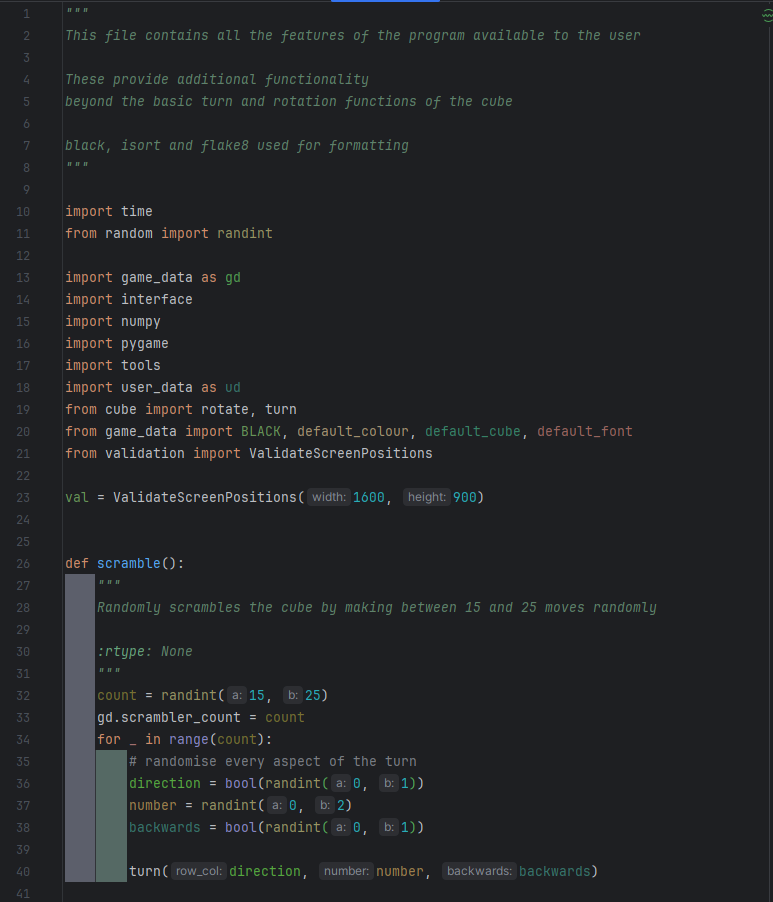 1 """
2 This file contains all the features of the program available to the user
3
4 These provide additional functionality
5 beyond the basic turn and rotation functions of the cube
6
7 black, isort and flake8 used for formatting
8 """
9
10 import time
11 from random import randint
12
13 import game_data as gd
14 import interface
15 import numpy
16 import pygame
17 import tools
18 import user_data as ud
19 from cube import rotate, turn
20 from game_data import BLACK, default_colour, default_cube, default_font
21 from validation import ValidateScreenPositions
22
23 val = ValidateScreenPositions( width: 1600, height: 900)
24
25
26 def scramble():
27 """
28 Randomly scrambles the cube by making between 15 and 25 moves randomly
29
30 :rtype: None
31 """
32 count = randint( a: 15, b: 25)
33 gd.scrambler_count = count
34 for _ in range(count):
35 # randomise every aspect of the turn
36 direction = bool(randint( a: 0, b: 1))
37 number = randint( a: 0, b: 2)
38 backwards = bool(randint( a: 0, b: 1))
39
40 turn( row_col: direction, number: number, backwards: backwards)
41